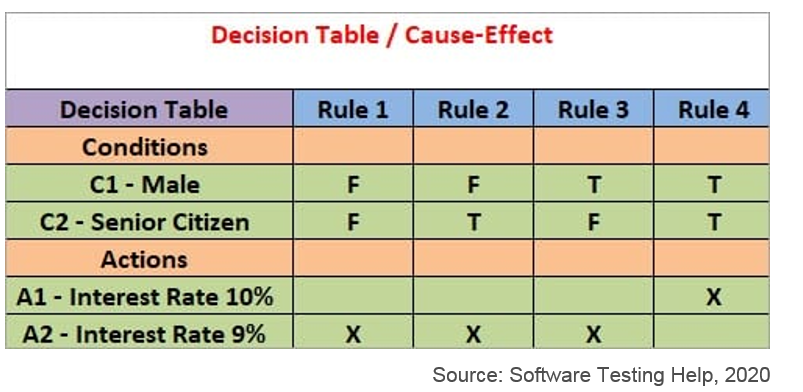 Decision Table / Cause-Effect
Decision Table Rule 1 Rule 2 Rule 3 Rule 4
Conditions
C1 - Male F F T T
C2 - Senior Citizen F T F T
Actions
A1 - Interest Rate 10% X
A2 - Interest Rate 9% X X X
Source: Software Testing Help, 2020